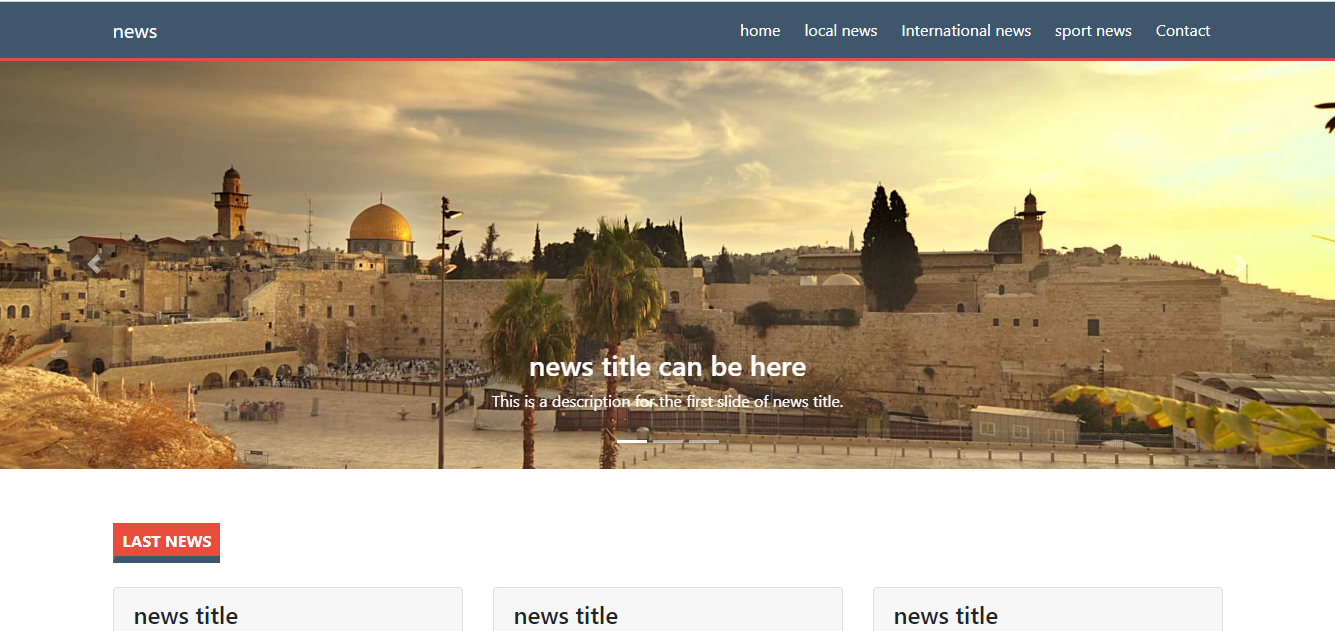 news
home local news International news sport news Contact
news title can be here
This is a description for the first slide of news title.
LAST NEWS
news title news title news title